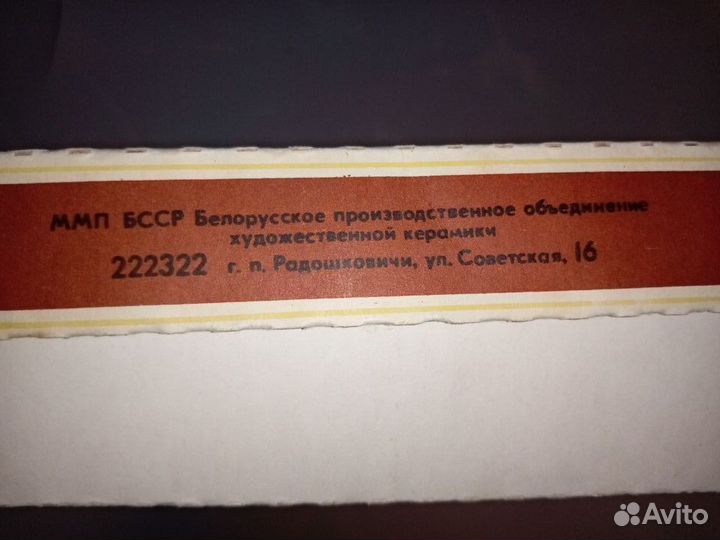 ММП БССР Белорусское производственное объединение
художественной керамики
222322 г. п. Радошковичи, ул. Советская, 16
Avito